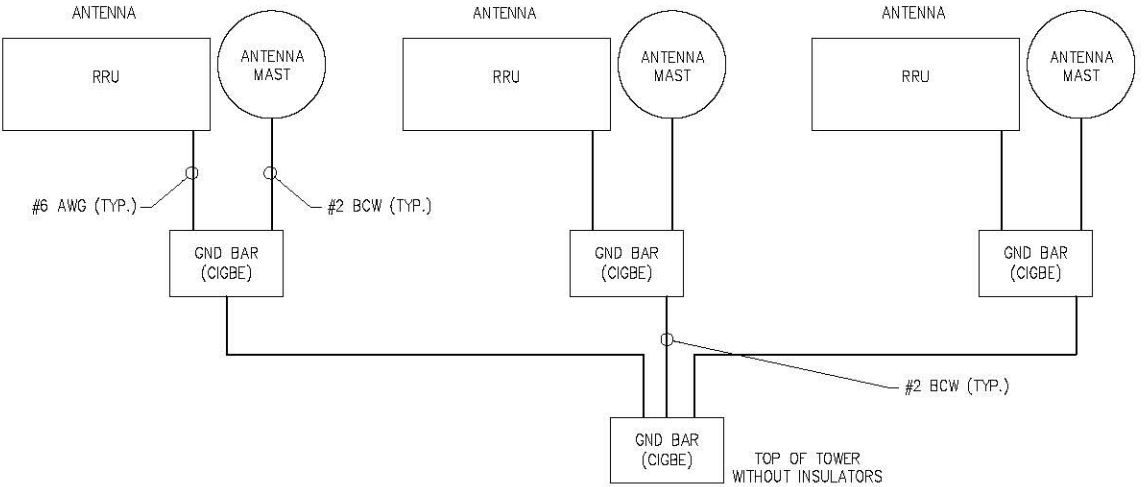 ANTENNA
ANTENNA
ANTENNA
RRU
ANTENNA
MAST
RRU
ANTENNA
MAST
RRU
ANTENNA
MAST
#6 AWG (TYP.)
#2 BCW (TYP.)
GND BAR
(CIGBE)
GND BAR
(CIGBE)
GND BAR
(CIGBE)
#2 BCW (TYP.)
GND BAR
(CIGBE)
TOP OF TOWER
WITHOUT INSULATORS